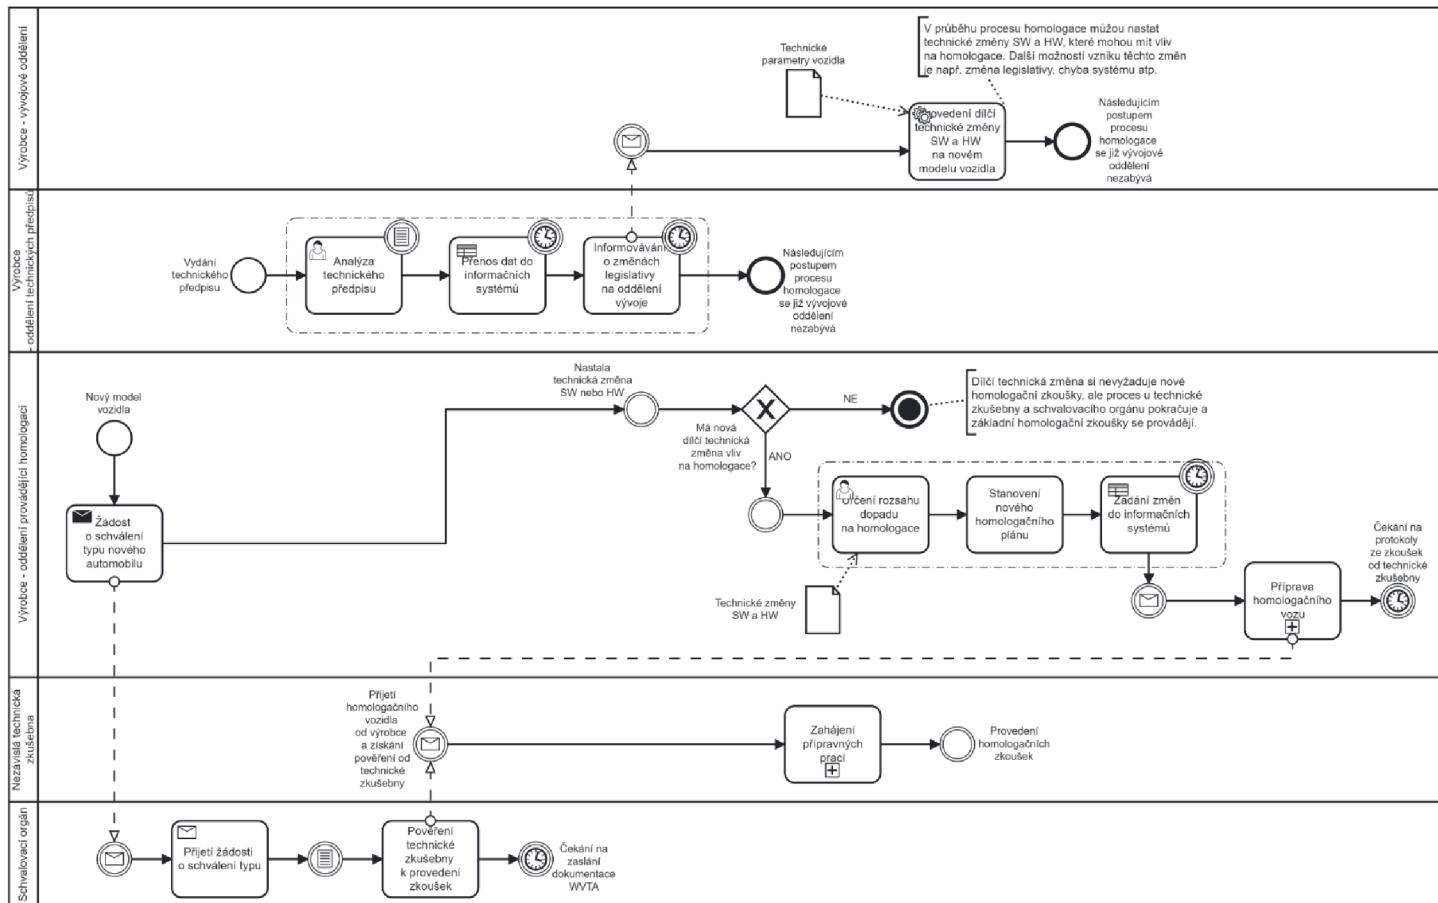 Výrobce - vývojové oddělení
Technické
parametry vozidla
V průběhu procesu homologace můžou nastat
technické změny SW a HW, které mohou mít vliv
na homologace. Další možností vzniku těchto změn
je např. změna legislativy, chyba systému atp.
Provedení dílčí
technické změny
SW a HW
na novém
modelu vozidla
Následujícím
postupem
procesu
homologace
se již vývojové
oddělení
nezabývá
Výrobce
- oddělení technických předpisů
Vydání
technického
předpisu
Analýza
technického
předpisu
Přenos dat do
informačních
systémů
Informovávání
o změnách
legislativy
na oddělení
vývoje
Následujícím
postupem
procesu
homologace
se již vývojové
oddělení
nezabývá
Výrobce - oddělení provádějící homologaci
Nový model
vozidla
Žádost
o schválení
typu nového
automobilu
Nastala
technická změna
SW nebo HW
Má nová
dílčí technická
změna vliv
na homologace?
NE
ANO
Dílčí technická změna si nevyžaduje nové
homologační zkoušky, ale proces u technické
zkušebny a schvalovacího orgánu pokračuje a
základní homologační zkoušky se provádějí.
Určení rozsahu
dopadu
na homologace
Stanovení
nového
homologačního
plánu
Zadání změn
do informačních
systémů
Technické změny
SW a HW
Příprava
homologačního
vozu
Čekání na
protokoly
ze zkoušek
od technické
zkušebny
Nezávislá technická
zkušebna
Přijetí
homologačního
vozidla
od výrobce
a získání
pověření od
technické
zkušebny
Zahájení
přípravných
prací
Provedení
homologačních
zkoušek
Schvalovací orgán
Přijetí žádosti
o schválení typu
Pověření
technické
zkušebny
k provedení
zkoušek
Čekání na
zaslání
dokumentace
WVTA